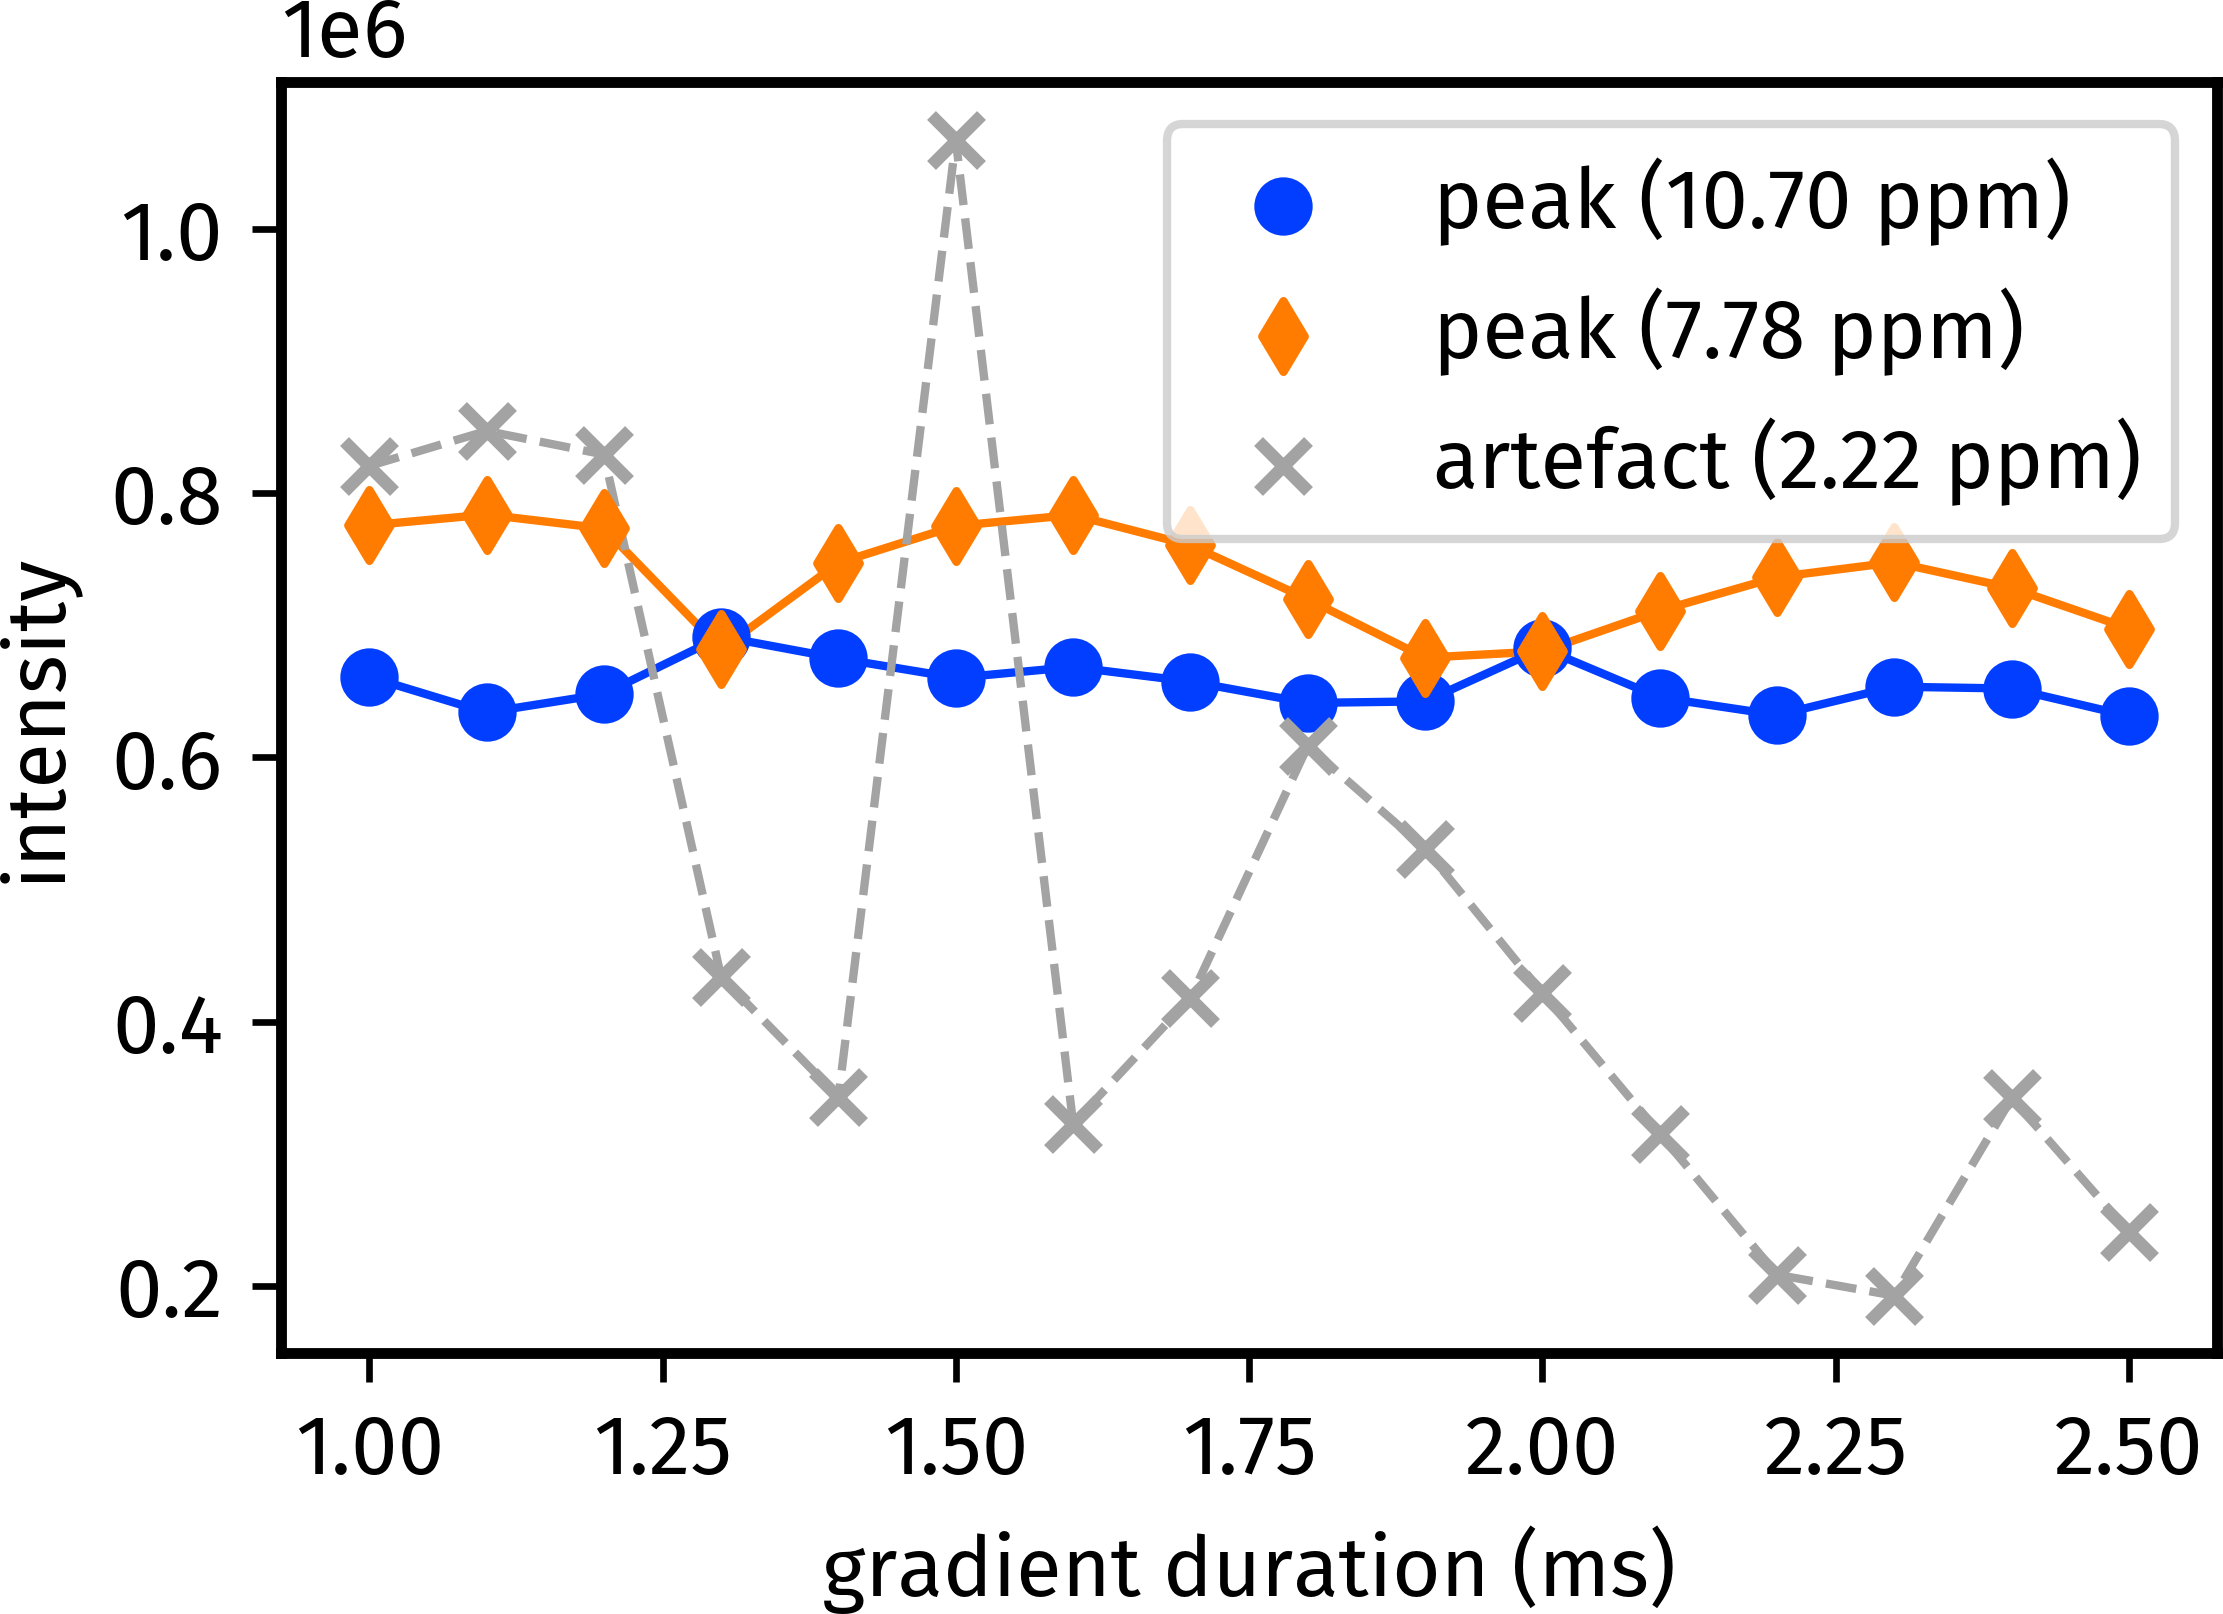 1e6
1.0
0.8
0.6
0.4
0.2
intensity
peak (10.70 ppm)
peak (7.78 ppm)
artefact (2.22 ppm)
1.00 1.25 1.50 1.75 2.00 2.25 2.50
gradient duration (ms)